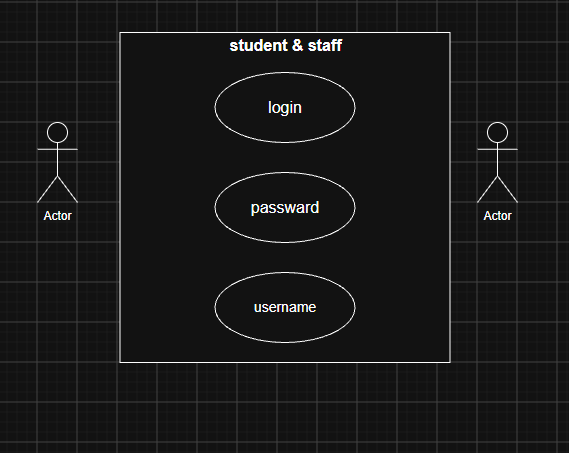 student & staff
login
Actor
Actor
passward
username